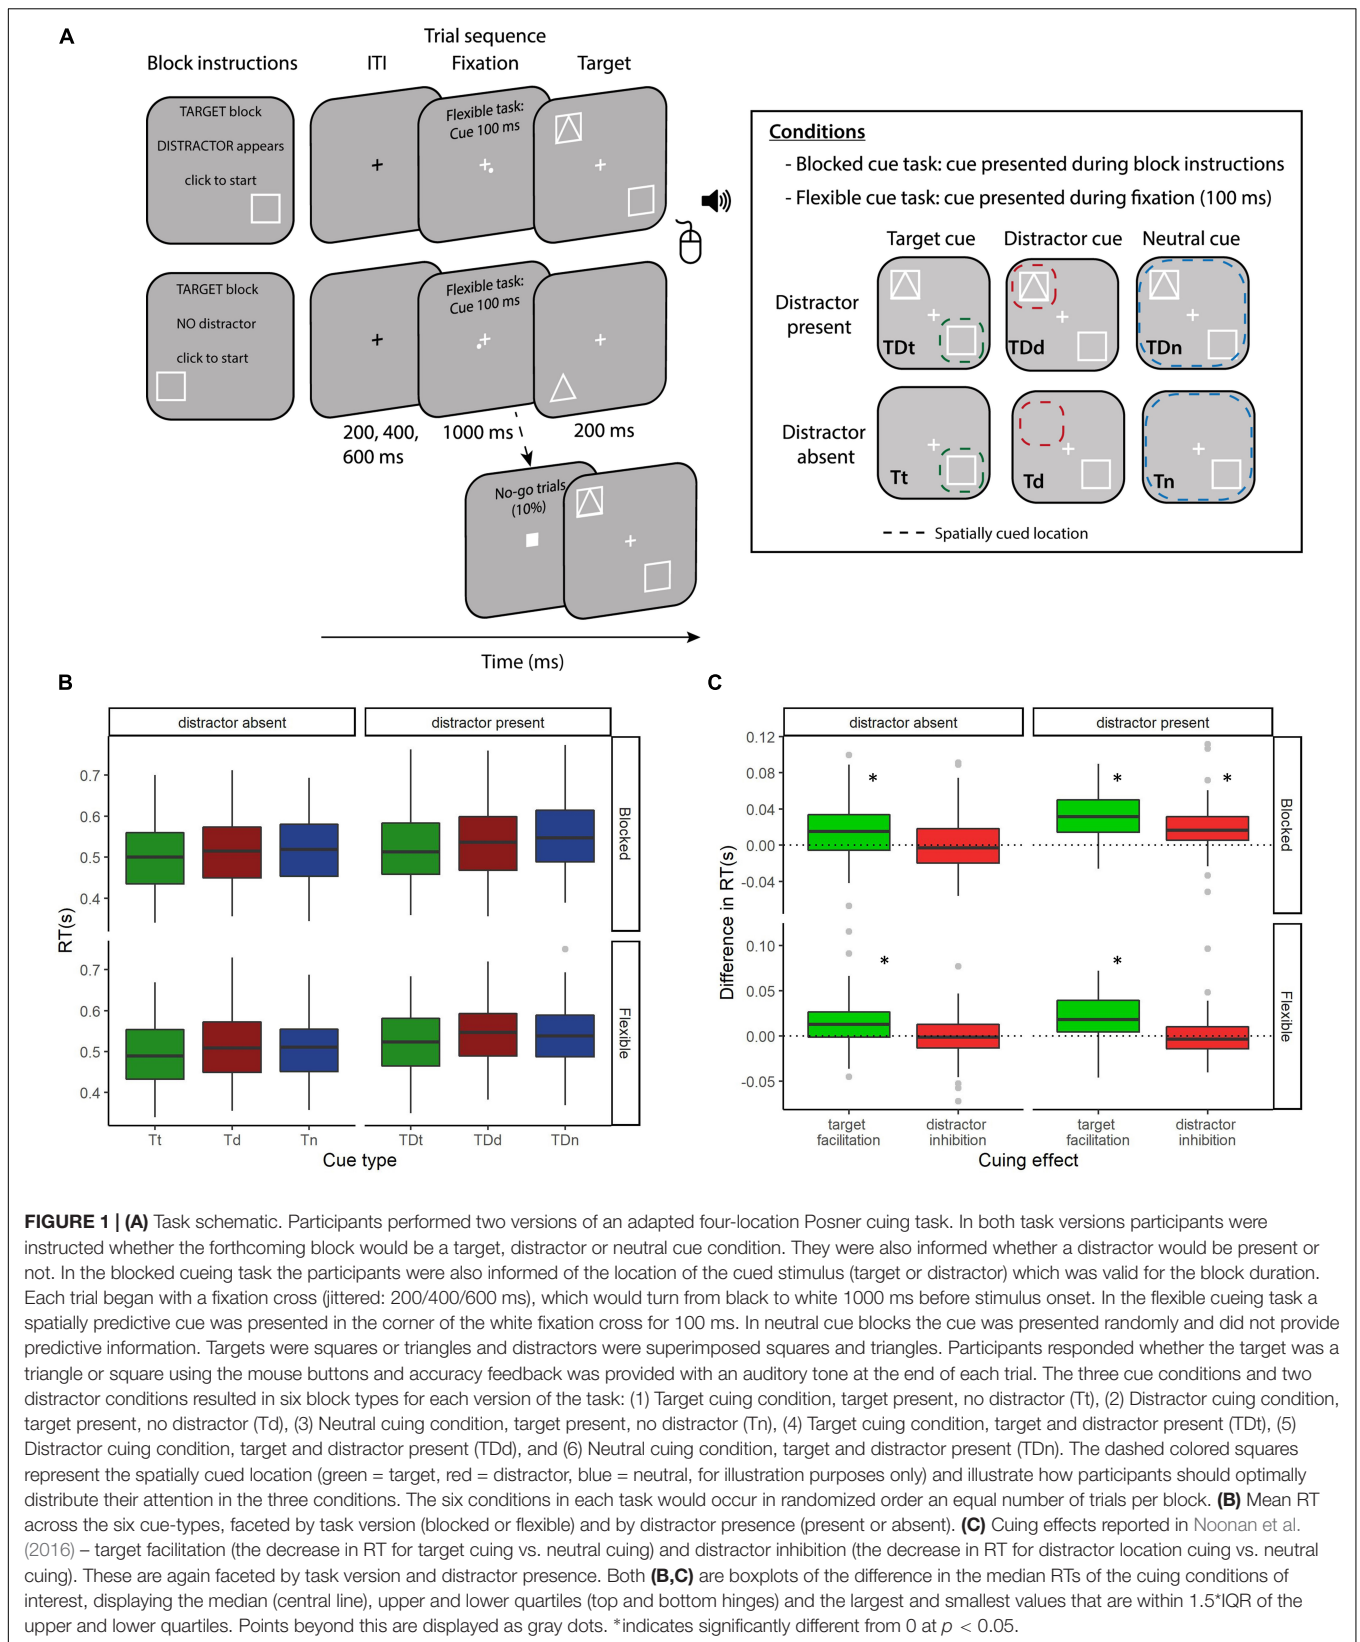 A
Trial sequence
Block instructions ITI Fixation Target
TARGET block
DISTRACTOR appears
click to start
Flexible task:
Cue 100 ms
TARGET block
NO distractor
click to start
Flexible task:
Cue 100 ms
200, 400,
600 ms
1000 ms
200 ms
No-go trials
(10%)
Time (ms)
Conditions
- Blocked cue task: cue presented during block instructions
- Flexible cue task: cue presented during fixation (100 ms)
Target cue Distractor cue Neutral cue
Distractor
present
TDt TDd TDn
Distractor
absent
Tt Td Tn
Spatially cued location
B
distractor absent distractor present
0.7
0.6
0.5
0.4
Blocked
RT(s)
0.7
0.6
0.5
0.4
Flexible
Tt Td Tn TDt TDd TDn
Cue type
C
distractor absent distractor present
0.12
0.08
0.04
0.00
-0.04
* * *
Blocked
Difference in RT(s)
0.10
0.05
0.00
-0.05
* *
Flexible
target
facilitation
distractor
inhibition
target
facilitation
distractor
inhibition
Cuing effect
FIGURE 1 | (A) Task schematic. Participants performed two versions of an adapted four-location Posner cuing task. In both task versions participants were
instructed whether the forthcoming block would be a target, distractor or neutral cue condition. They were also informed whether a distractor would be present or
not. In the blocked cueing task the participants were also informed of the location of the cued stimulus (target or distractor) which was valid for the block duration.
Each trial began with a fixation cross (jittered: 200/400/600 ms), which would turn from black to white 1000 ms before stimulus onset. In the flexible cueing task a
spatially predictive cue was presented in the corner of the white fixation cross for 100 ms. In neutral cue blocks the cue was presented randomly and did not provide
predictive information. Targets were squares or triangles and distractors were superimposed squares and triangles. Participants responded whether the target was a
triangle or square using the mouse buttons and accuracy feedback was provided with an auditory tone at the end of each trial. The three cue conditions and two
distractor conditions resulted in six block types for each version of the task: (1) Target cuing condition, target present, no distractor (Tt), (2) Distractor cuing condition,
target present, no distractor (Td), (3) Neutral cuing condition, target present, no distractor (Tn), (4) Target cuing condition, target and distractor present (TDt), (5)
Distractor cuing condition, target and distractor present (TDd), and (6) Neutral cuing condition, target and distractor present (TDn). The dashed colored squares
represent the spatially cued location (green = target, red = distractor, blue = neutral, for illustration purposes only) and illustrate how participants should optimally
distribute their attention in the three conditions. The six conditions in each task would occur in randomized order an equal number of trials per block. (B) Mean RT
across the six cue-types, faceted by task version (blocked or flexible) and by distractor presence (present or absent). (C) Cuing effects reported in Noonan et al.
(2016) – target facilitation (the decrease in RT for target cuing vs. neutral cuing) and distractor inhibition (the decrease in RT for distractor location cuing vs. neutral
cuing). These are again faceted by task version and distractor presence. Both (B,C) are boxplots of the difference in the median RTs of the cuing conditions of
interest, displaying the median (central line), upper and lower quartiles (top and bottom hinges) and the largest and smallest values that are within 1.5*IQR of the
upper and lower quartiles. Points beyond this are displayed as gray dots. *indicates significantly different from 0 at p < 0.05.